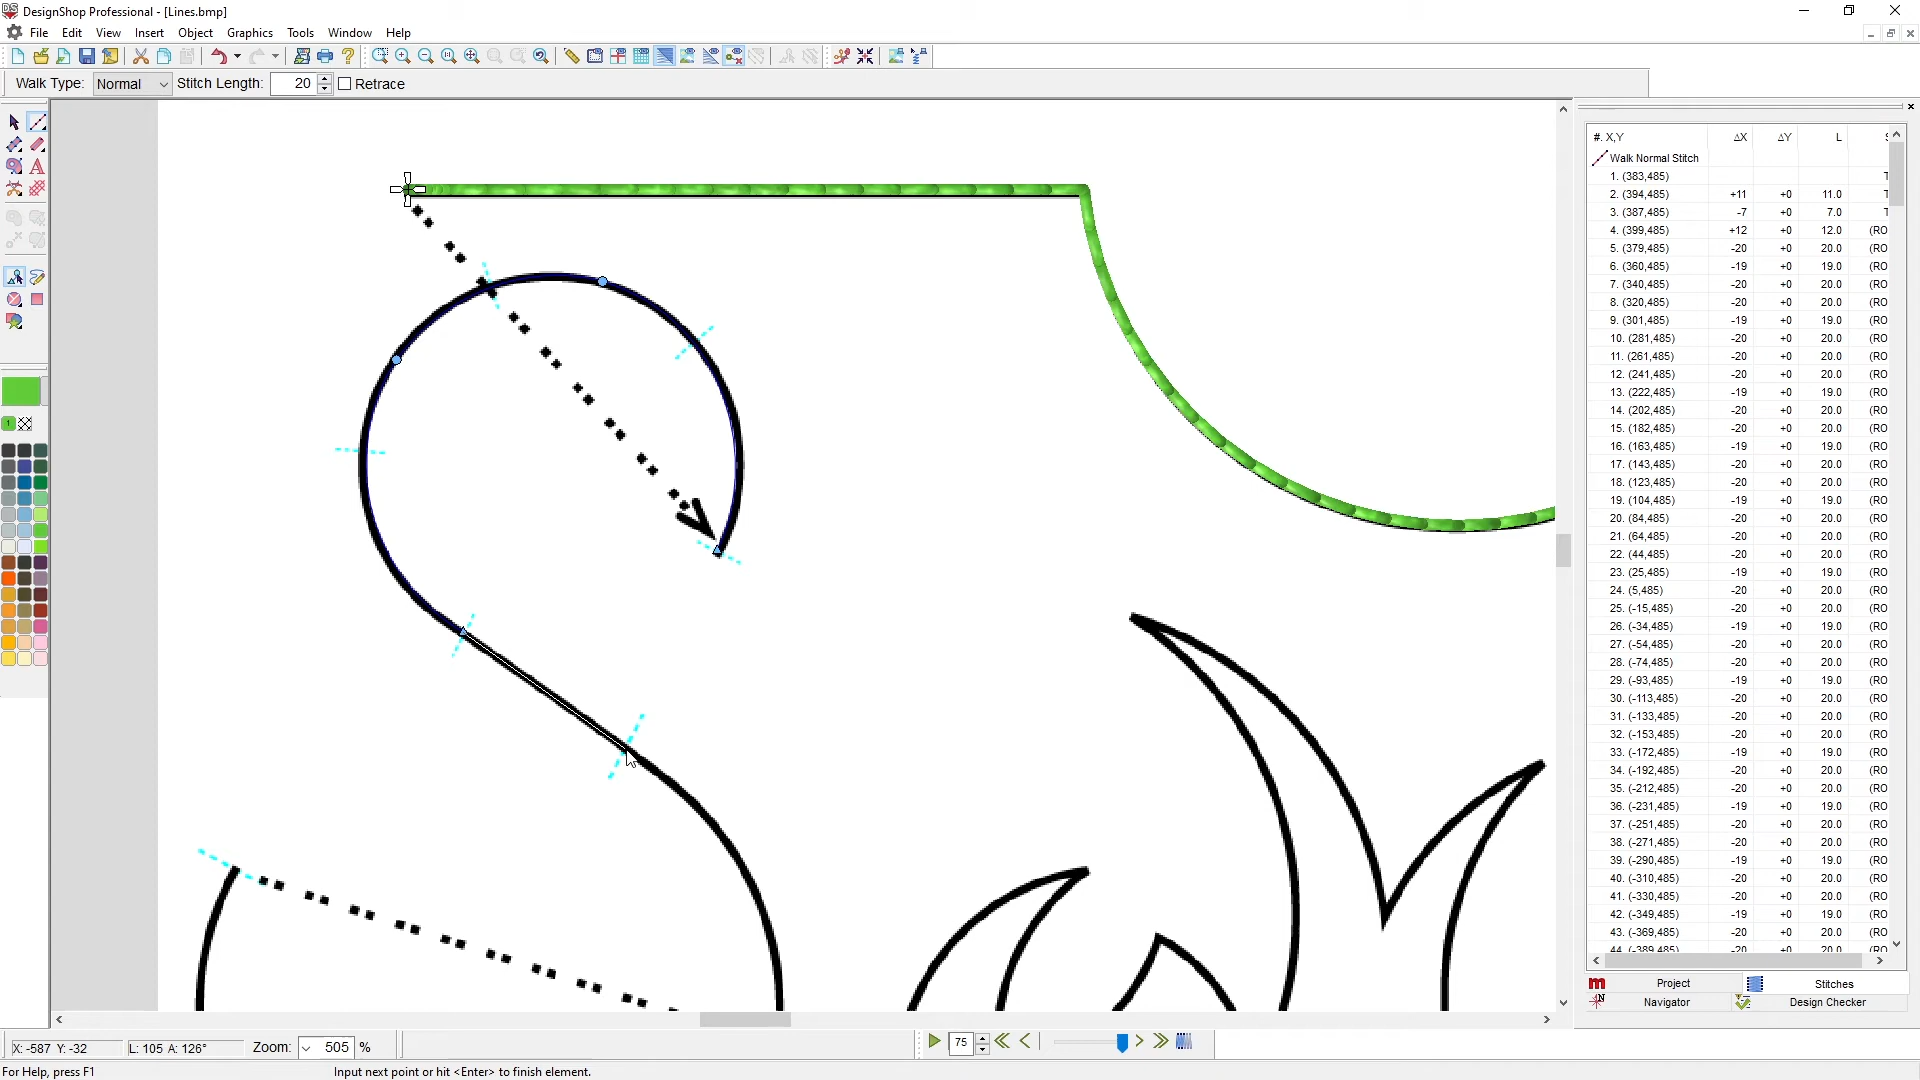 DesignShop Professional - [Lines.bmp]
File Edit View Insert Object Graphics Tools Window Help
Walk Type: Normal Stitch Length: 20 Retrace
#. X,Y ΔX ΔY L
Walk Normal Stitch
1. (383,485)
2. (394,485) +11 +0 11.0
3. (387,485) -7 +0 7.0
4. (399,485) +12 +0 12.0 (RO
5. (379,485) -20 +0 20.0 (RO
6. (360,485) -19 +0 19.0 (RO
7. (340,485) -20 +0 20.0 (RO
8. (320,485) -20 +0 20.0 (RO
9. (301,485) -19 +0 19.0 (RO
10. (281,485) -20 +0 20.0 (RO
11. (261,485) -20 +0 20.0 (RO
12. (241,485) -20 +0 20.0 (RO
13. (222,485) -19 +0 19.0 (RO
14. (202,485) -20 +0 20.0 (RO
15. (182,485) -20 +0 20.0 (RO
16. (163,485) -19 +0 19.0 (RO
17. (143,485) -20 +0 20.0 (RO
18. (123,485) -20 +0 20.0 (RO
19. (104,485) -19 +0 19.0 (RO
20. (84,485) -20 +0 20.0 (RO
21. (64,485) -20 +0 20.0 (RO
22. (44,485) -20 +0 20.0 (RO
23. (25,485) -19 +0 19.0 (RO
24. (5,485) -20 +0 20.0 (RO
25. (-15,485) -20 +0 20.0 (RO
26. (-34,485) -19 +0 19.0 (RO
27. (-54,485) -20 +0 20.0 (RO
28. (-74,485) -20 +0 20.0 (RO
29. (-93,485) -19 +0 19.0 (RO
30. (-113,485) -20 +0 20.0 (RO
31. (-133,485) -20 +0 20.0 (RO
32. (-153,485) -20 +0 20.0 (RO
33. (-172,485) -19 +0 19.0 (RO
34. (-192,485) -20 +0 20.0 (RO
35. (-212,485) -20 +0 20.0 (RO
36. (-231,485) -19 +0 19.0 (RO
37. (-251,485) -20 +0 20.0 (RO
38. (-271,485) -20 +0 20.0 (RO
39. (-290,485) -19 +0 19.0 (RO
40. (-310,485) -20 +0 20.0 (RO
41. (-330,485) -20 +0 20.0 (RO
42. (-349,485) -19 +0 19.0 (RO
43. (-369,485) -20 +0 20.0 (RO
44. (-389,485) -20 +0 20.0 (RO
Project Stitches
Navigator Design Checker
X: -587 Y: -32 L: 105 A: 126° Zoom: 505 %
75
For Help, press F1 Input next point or hit <Enter> to finish element.